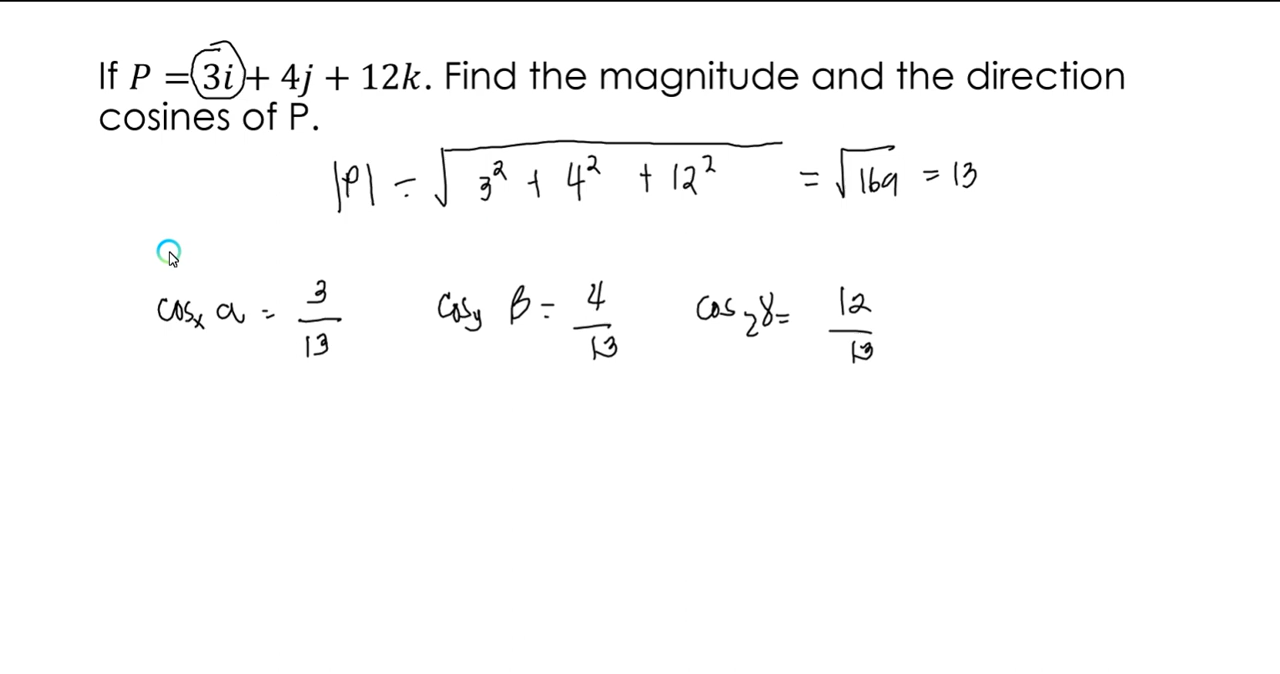 If P = 3i + 4j + 12k. Find the magnitude and the direction
cosines of P.
|P| = √3² + 4² + 12² = √169 = 13
cosₓ α = 3/13 cosᵧ β = 4/13 cos z γ = 12/13